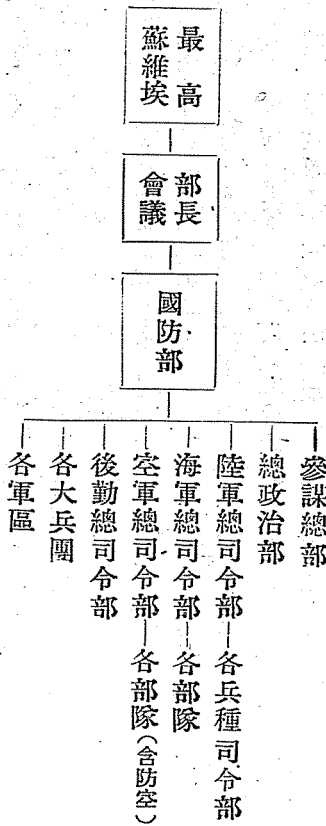 最高
蘇維埃
部長
會議
國防部
參謀總部
總政治部
陸軍總司令部—各兵種司令部
海軍總司令部—各部隊
空軍總司令部—各部隊(含防空)
後勤總司令部
各大兵團
各軍區